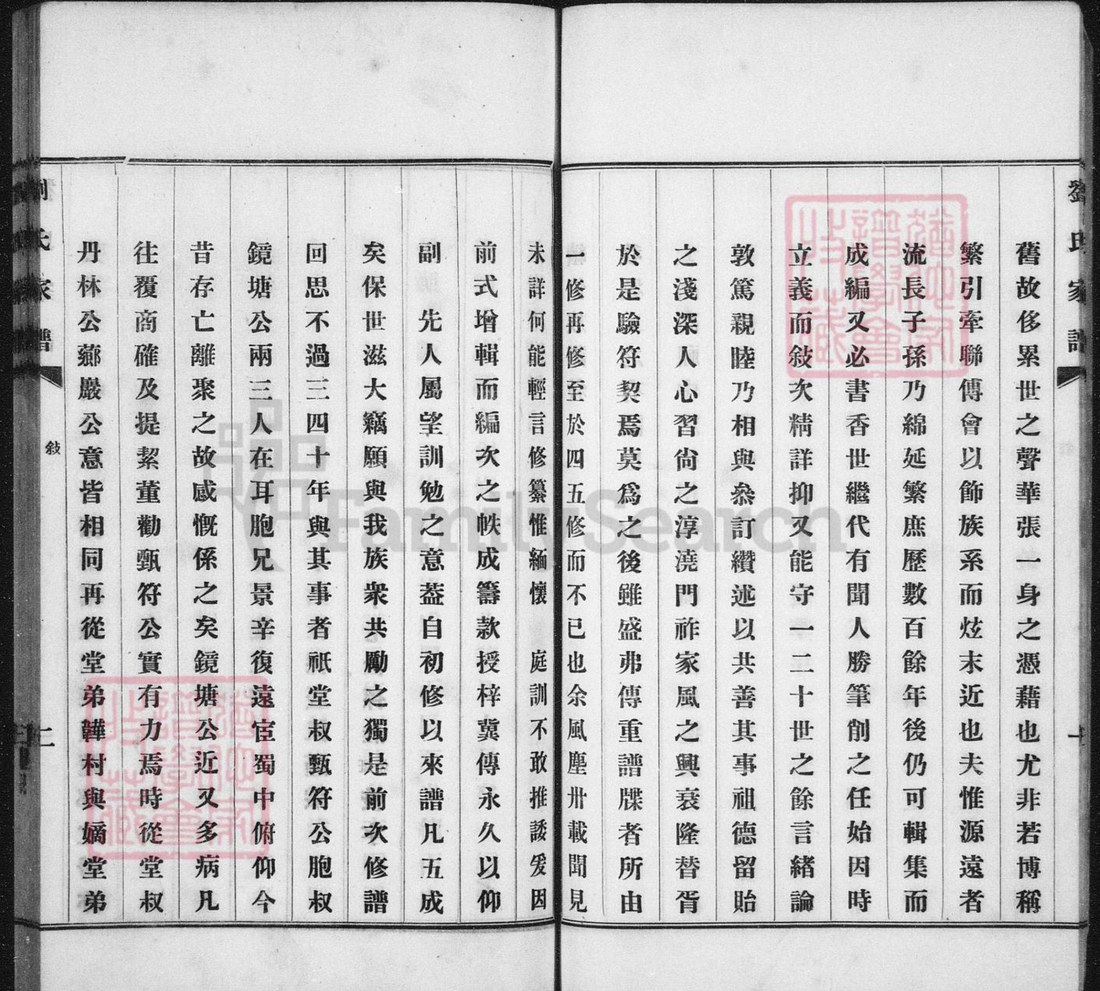 劉氏家譜
舊故侈累世之聲華張一身之憑藉也尤非若博稱
繁引牽聯傅會以飾族系而炫末近也夫惟源遠者
流長子孫乃綿延繁庶歷數百餘年後仍可輯集而
成編又必書香世繼代有聞人勝筆創之任始因時
立義而敍次精詳抑又能守一二十世之餘言緒論
敦篤親睦乃相與叅訂纘述以共善其事祖德留貽
之淺深人心習尙之淳澆門祚家風之興衰隆替胥
於是驗符契焉莫爲之後雖盛弗傳重譜牒者所由
一修再修至於四五修而不已也余風塵卅載聞見
未詳何能輕言修纂惟緬懷 庭訓不敢推諉爰因
前式增輯而編次之帙成籌款授梓冀傳永久以仰
副 先人屬望訓勉之意葢自初修以來譜凡五成
矣保世滋大竊願與我族衆共勵之獨是前次修譜
回思不過三四十年與其事者祇堂叔甄符公胞叔
鏡塘公兩三人在耳胞兄景辛復遠宦蜀中俯仰今
昔存亡離聚之故感慨係之矣鏡塘公近又多病凡
往覆商確及提絜董勸甄符公實有力焉時從堂叔
丹林公薌巖公意皆相同再從堂弟韡村與嫡堂弟
劉氏家譜
敍
二
FamilySearch